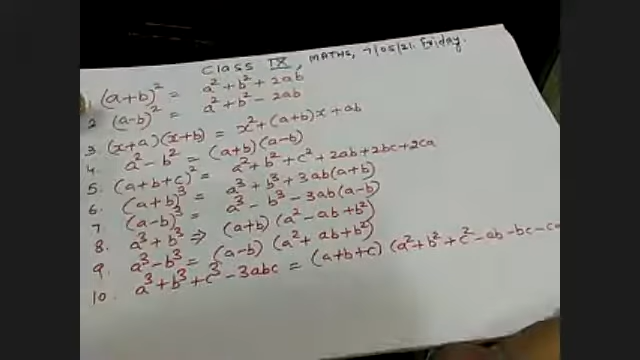 Class IX, MATHS, 7/05/21. Friday.
(a+b)² = a² + b² + 2ab
2 (a-b)² = a² + b² - 2ab
3. (x+a)(x+b) = x² + (a+b)x + ab
4. a² - b² = (a+b)(a-b)
5. (a+b+c)² = a² + b² + c² + 2ab + 2bc + 2ca
6. (a+b)³ = a³ + b³ + 3ab(a+b)
7 (a-b)³ = a³ - b³ - 3ab(a-b)
8. a³ + b³ ⇒ (a+b) (a² - ab + b²)
9. a³ - b³ = (a-b) (a² + ab + b²)
10. a³ + b³ + c³ - 3abc = (a+b+c) (a² + b² + c² - ab - bc - ca